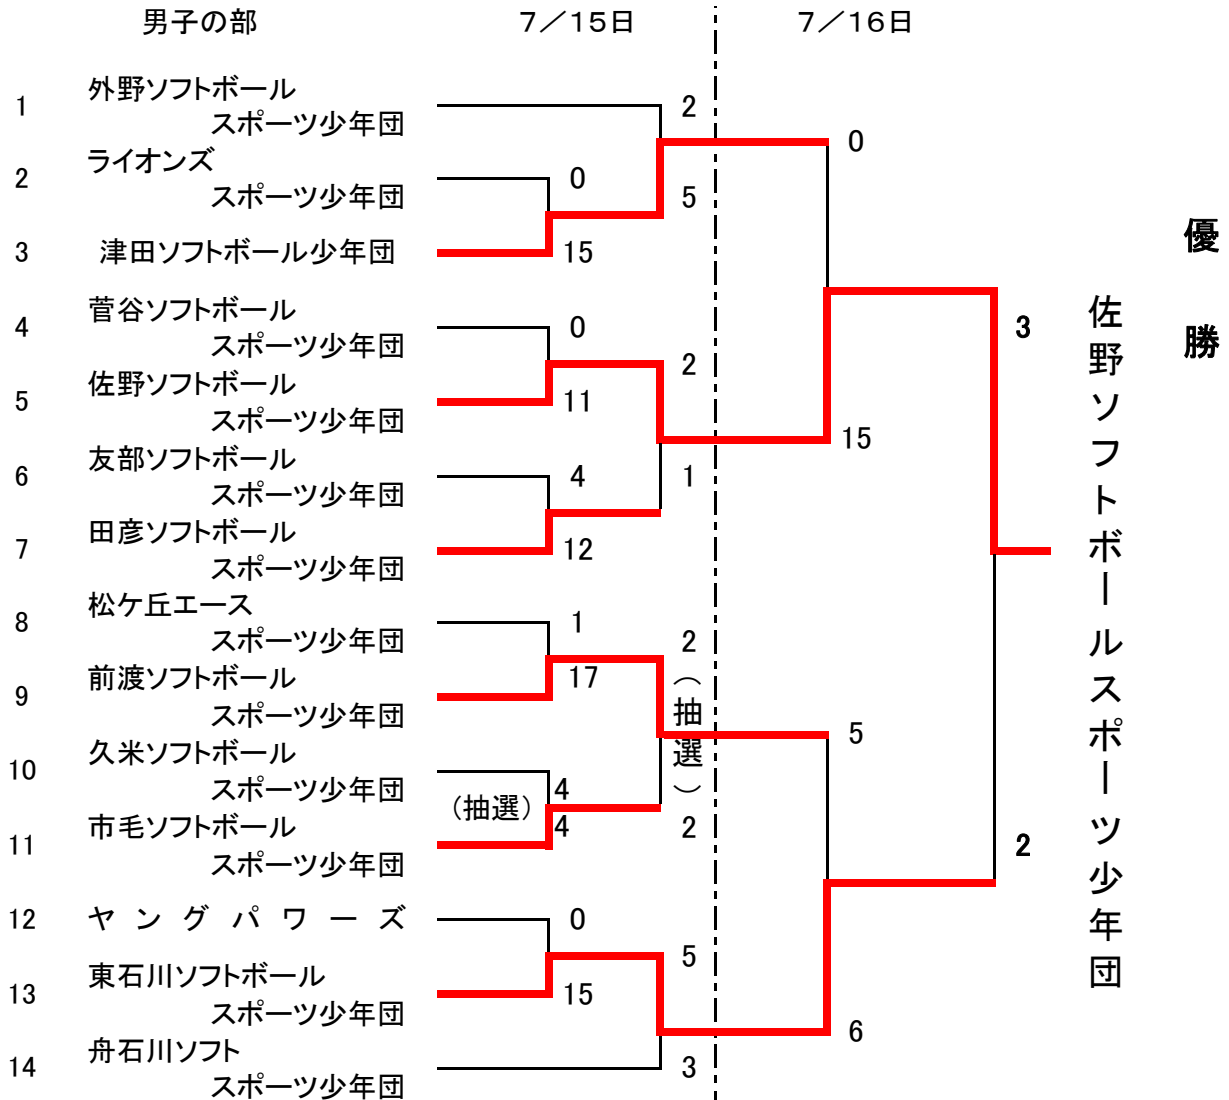 男子の部 7／15日 7／16日
1 外野ソフトボール
スポーツ少年団
2
0
2 ライオンズ
スポーツ少年団
0
5
3 津田ソフトボール少年団
15
4 菅谷ソフトボール
スポーツ少年団
0
2
5 佐野ソフトボール
スポーツ少年団
11
15
6 友部ソフトボール
スポーツ少年団
4
1
7 田彦ソフトボール
スポーツ少年団
12
8 松ケ丘エース
スポーツ少年団
1
2
9 前渡ソフトボール
スポーツ少年団
17
（抽選）
5
10 久米ソフトボール
スポーツ少年団
4
（抽選）
11 市毛ソフトボール
スポーツ少年団
4
2
12 ヤングパワーズ
0
5
13 東石川ソフトボール
スポーツ少年団
15
6
14 舟石川ソフト
スポーツ少年団
3
3
2
佐野ソフトボールスポーツ少年団
優勝